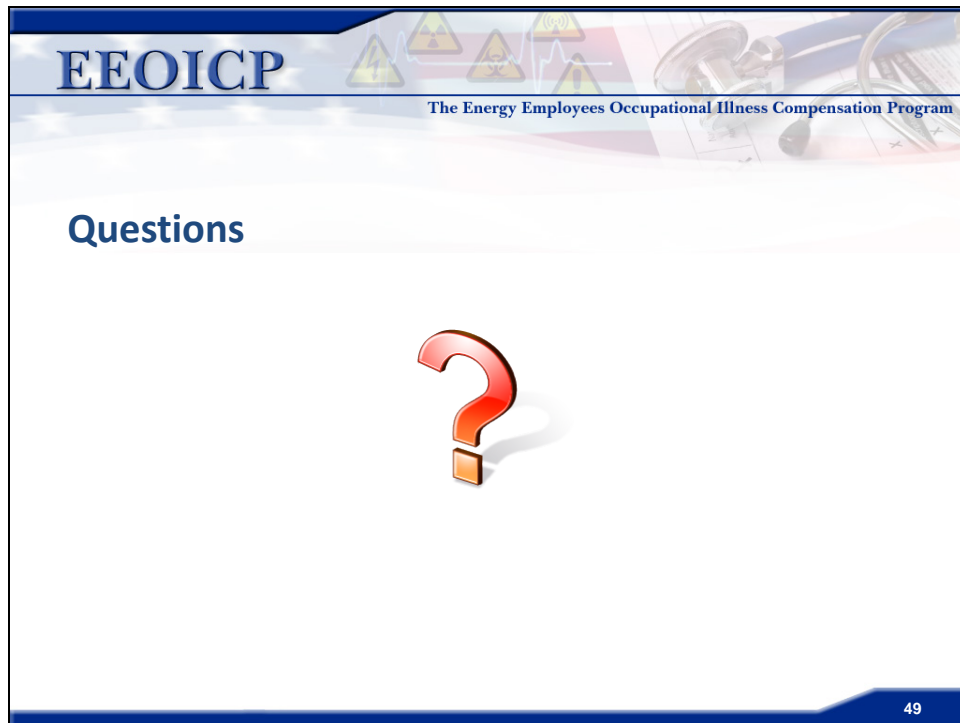 EEOICP
The Energy Employees Occupational Illness Compensation Program
Questions
?
49